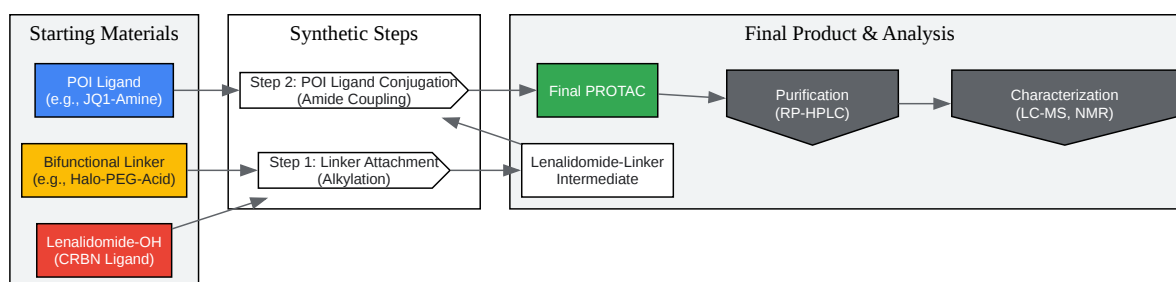 Starting Materials
Synthetic Steps
Final Product & Analysis
POI Ligand
(e.g., JQ1-Amine)
Step 2: POI Ligand Conjugation
(Amide Coupling)
Final PROTAC
Purification
(RP-HPLC)
Characterization
(LC-MS, NMR)
Bifunctional Linker
(e.g., Halo-PEG-Acid)
Step 1: Linker Attachment
(Alkylation)
Lenalidomide-Linker
Intermediate
Lenalidomide-OH
(CRBN Ligand)